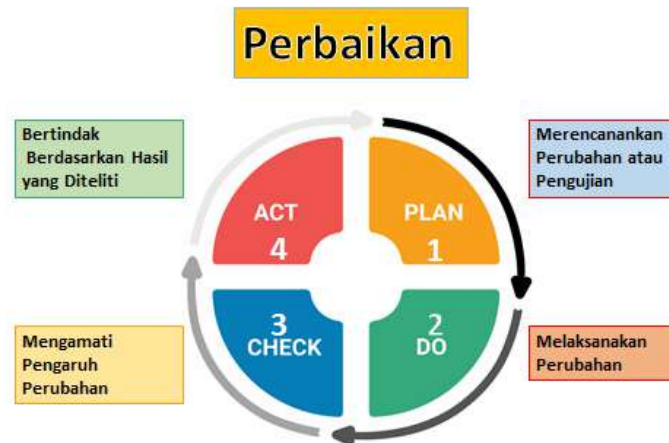 Perbaikan
Bertindak
Berdasarkan Hasil
yang Diteliti
Merencanankan
Perubahan atau
Pengujian
ACT
4
PLAN
1
3
CHECK
2
DO
Mengamati
Pengaruh
Perubahan
Melaksanakan
Perubahan